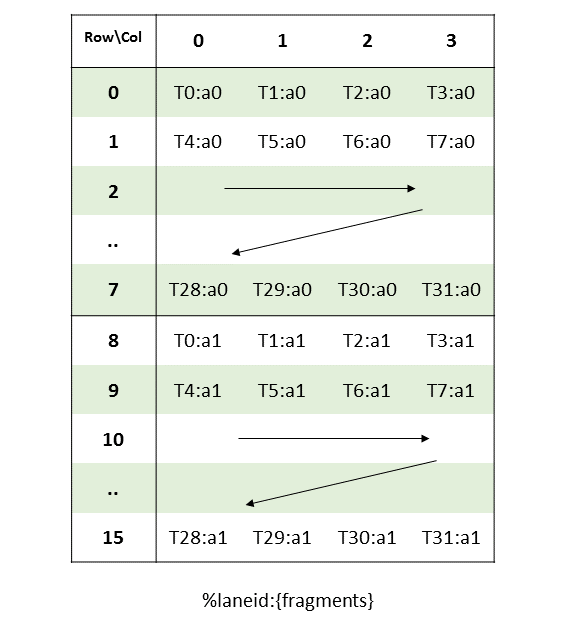 Row\Col 0 1 2 3
0 T0:a0 T1:a0 T2:a0 T3:a0
1 T4:a0 T5:a0 T6:a0 T7:a0
2
..
7 T28:a0 T29:a0 T30:a0 T31:a0
8 T0:a1 T1:a1 T2:a1 T3:a1
9 T4:a1 T5:a1 T6:a1 T7:a1
10
..
15 T28:a1 T29:a1 T30:a1 T31:a1
%laneid:{fragments}